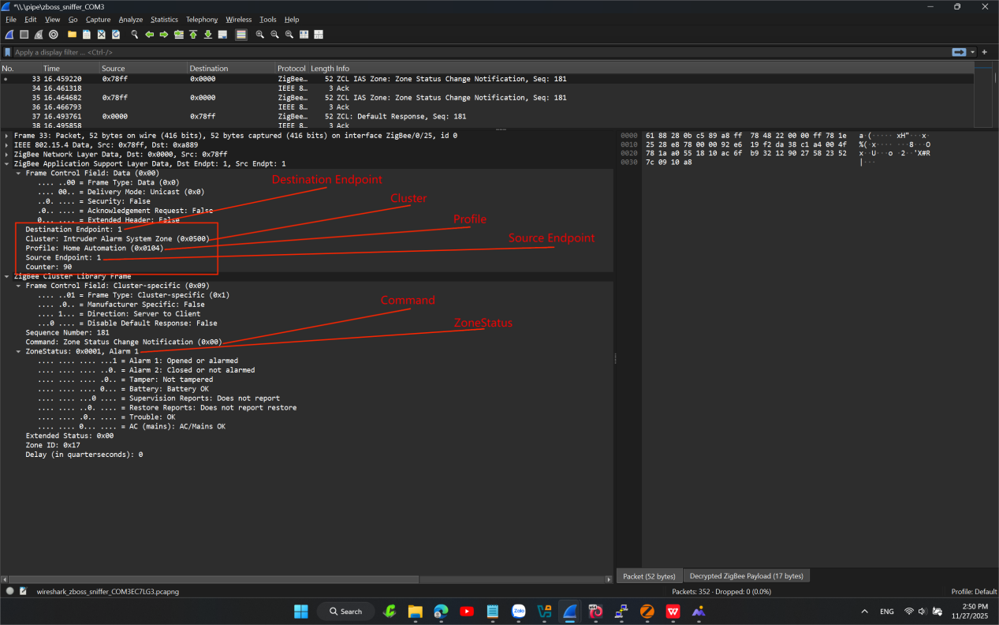 *\\.\pipe\zboss_sniffer_COM3
File Edit View Go Capture Analyze Statistics Telephony Wireless Tools Help
Apply a display filter ... <Ctrl-/>
No. Time Source Destination Protocol Length Info
33 16.459220 0x78ff 0x0000 ZigBee… 52 ZCL IAS Zone: Zone Status Change Notification, Seq: 181
34 16.461318 IEEE 8… 3 Ack
35 16.464682 0x78ff 0x0000 ZigBee… 52 ZCL IAS Zone: Zone Status Change Notification, Seq: 181
36 16.466793 IEEE 8… 3 Ack
37 16.493761 0x0000 0x78ff ZigBee… 52 ZCL: Default Response, Seq: 181
38 16.495858 IEEE 8… 3 Ack
Frame 33: Packet, 52 bytes on wire (416 bits), 52 bytes captured (416 bits) on interface ZigBee/0/25, id 0
IEEE 802.15.4 Data, Src: 0x78ff, Dst: 0xa889
ZigBee Network Layer Data, Dst: 0x0000, Src: 0x78ff
ZigBee Application Support Layer Data, Dst Endpt: 1, Src Endpt: 1
Frame Control Field: Data (0x00)
.... ..00 = Frame Type: Data (0x0)
.... 00.. = Delivery Mode: Unicast (0x0)
..0. .... = Security: False
.0.. .... = Acknowledgement Request: False
0... .... = Extended Header: False
Destination Endpoint: 1
Cluster: Intruder Alarm System Zone (0x0500)
Profile: Home Automation (0x0104)
Source Endpoint: 1
Counter: 90
Destination Endpoint
Cluster
Profile
Source Endpoint
ZigBee Cluster Library Frame
Frame Control Field: Cluster-specific (0x09)
.... ..01 = Frame Type: Cluster-specific (0x1)
.... .0.. = Manufacturer Specific: False
.... 1... = Direction: Server to Client
...0 .... = Disable Default Response: False
Sequence Number: 181
Command: Zone Status Change Notification (0x00)
ZoneStatus: 0x0001, Alarm 1
Command
ZoneStatus
.... .... .... ...1 = Alarm 1: Opened or alarmed
.... .... .... ..0. = Alarm 2: Closed or not alarmed
.... .... .... .0.. = Tamper: Not tampered
.... .... .... 0... = Battery: Battery OK
.... .... ...0 .... = Supervision Reports: Does not report
.... .... ..0. .... = Restore Reports: Does not report restore
.... .... .0.. .... = Trouble: OK
.... .... 0... .... = AC (mains): AC/Mains OK
Extended Status: 0x00
Zone ID: 0x17
Delay (in quarterseconds): 0
0000 61 88 28 0b c5 89 a8 ff 78 48 22 00 00 ff 78 1e a·(·····xH"···x·
0010 25 28 e8 78 00 00 92 e6 19 f2 da 38 c1 a4 00 4f %(·x·······8···O
0020 78 1a a0 55 18 10 ac 6f b9 32 12 90 27 58 23 52 x··U···o·2··'X#R
0030 7c 09 10 a8 |···
Packet (52 bytes) Decrypted ZigBee Payload (17 bytes)
wireshark_zboss_sniffer_COM3EC7LG3.pcapng Packets: 352 · Dropped: 0 (0.0%) Profile: Default
Search
Zalo
ENG
2:50 PM
11/27/2025